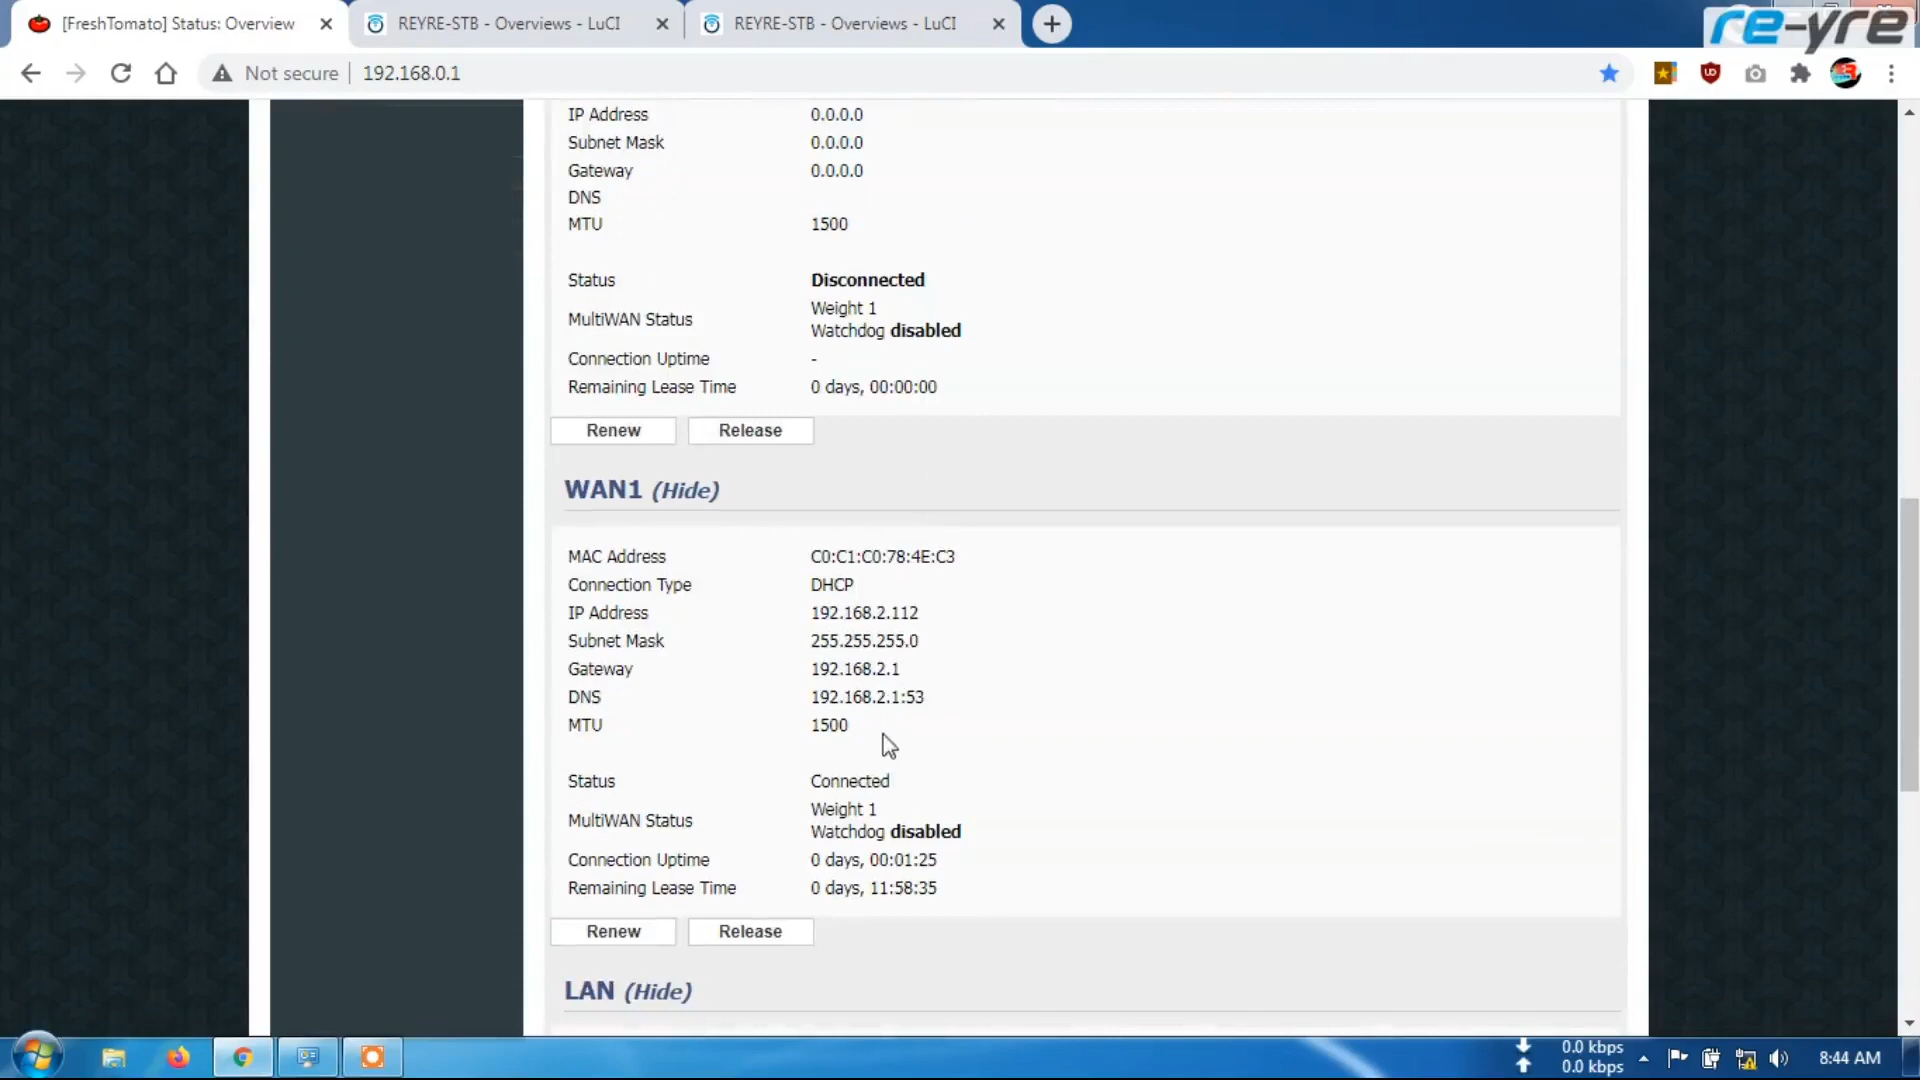 [FreshTomato] Status: Overview
REYRE-STB - Overviews - LuCI
REYRE-STB - Overviews - LuCI
re-yre
Not secure
192.168.0.1
IP Address 0.0.0.0
Subnet Mask 0.0.0.0
Gateway 0.0.0.0
DNS
MTU 1500
Status Disconnected
MultiWAN Status Weight 1
Watchdog disabled
Connection Uptime -
Remaining Lease Time 0 days, 00:00:00
Renew Release
WAN1 (Hide)
MAC Address C0:C1:C0:78:4E:C3
Connection Type DHCP
IP Address 192.168.2.112
Subnet Mask 255.255.255.0
Gateway 192.168.2.1
DNS 192.168.2.1:53
MTU 1500
Status Connected
MultiWAN Status Weight 1
Watchdog disabled
Connection Uptime 0 days, 00:01:25
Remaining Lease Time 0 days, 11:58:35
Renew Release
LAN (Hide)
0.0 kbps
0.0 kbps
8:44 AM